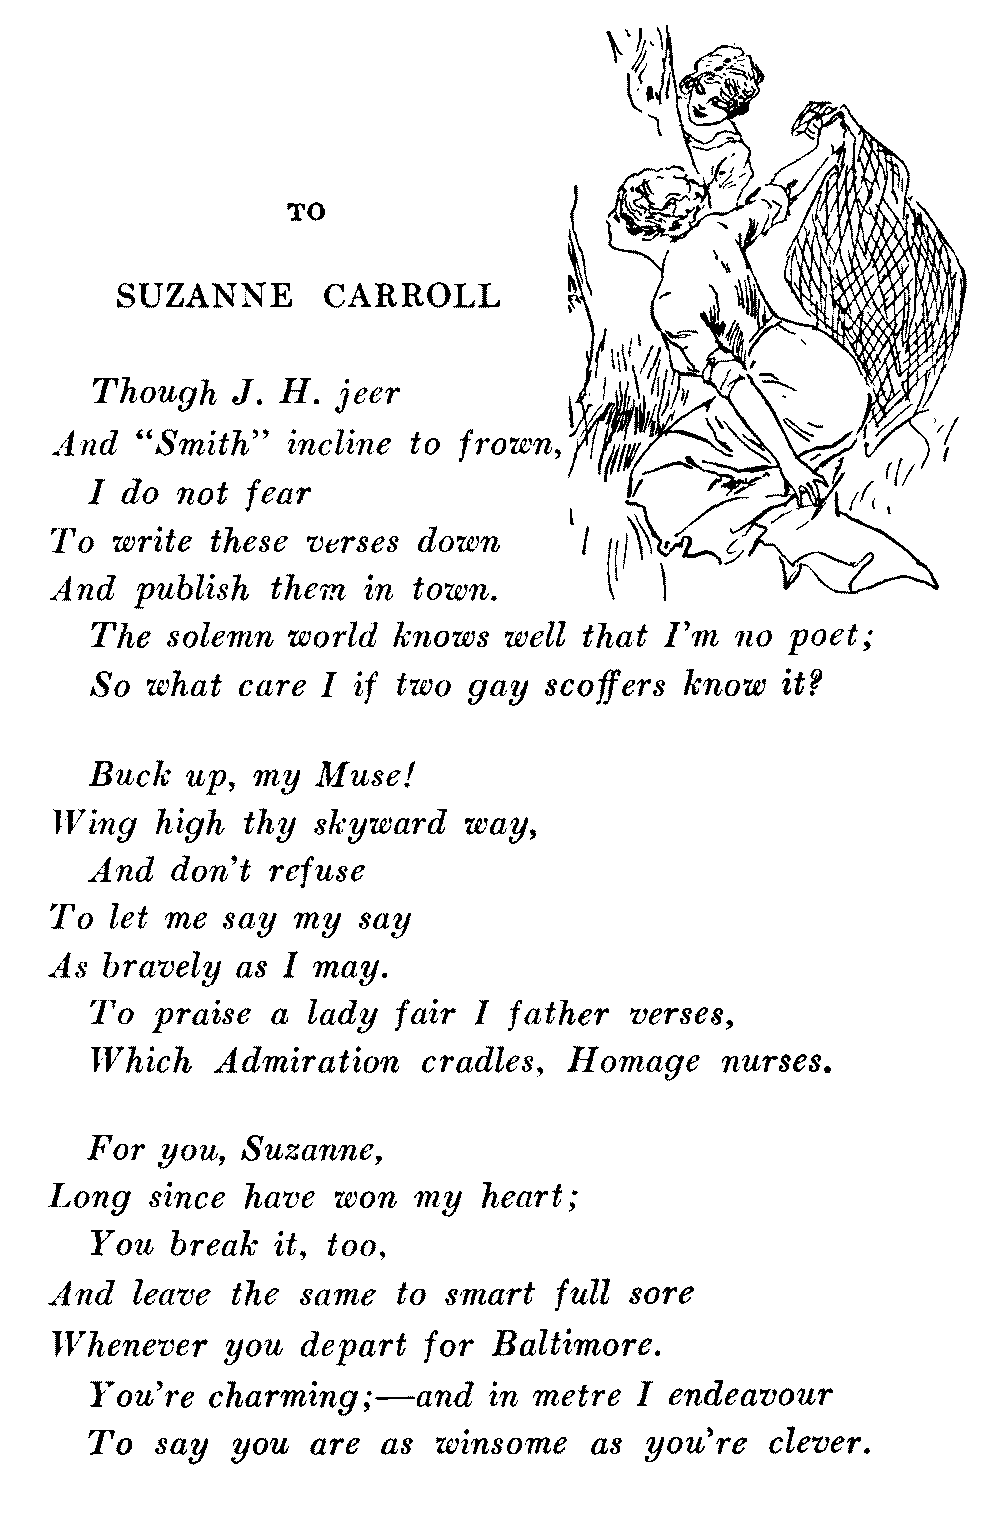 TO
SUZANNE CARROLL
Though J. H. jeer
And “Smith” incline to frown,
I do not fear
To write these verses down
And publish them in town.
The solemn world knows well that I’m no poet;
So what care I if two gay scoffers know it?
Buck up, my Muse!
Wing high thy skyward way,
And don’t refuse
To let me say my say
As bravely as I may.
To praise a lady fair I father verses,
Which Admiration cradles, Homage nurses.
For you, Suzanne,
Long since have won my heart;
You break it, too,
And leave the same to smart full sore
Whenever you depart for Baltimore.
You’re charming;—and in metre I endeavour
To say you are as winsome as you’re clever.